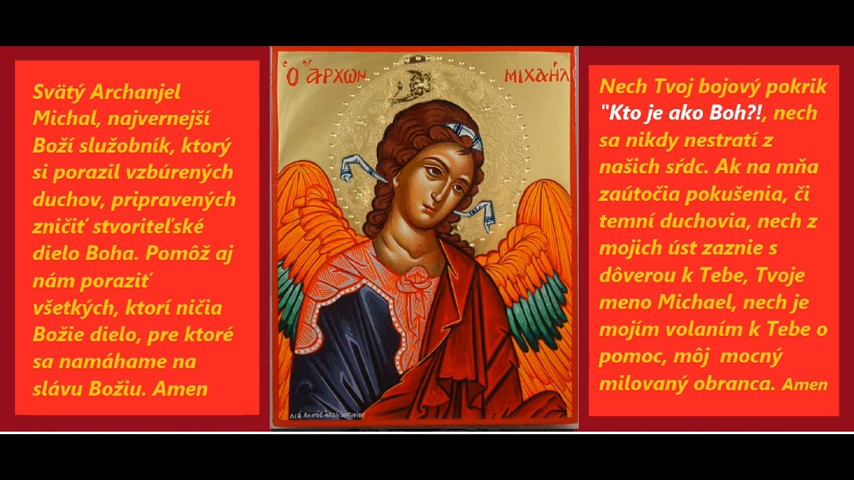 Svätý Archanjel
Michal, najvernejší
Boží služobník, ktorý
si porazil vzbúrených
duchov, pripravených
zničiť stvoriteľské
dielo Boha. Pomôž aj
nám poraziť
všetkých, ktorí ničia
Božie dielo, pre ktoré
sa namáhame na
slávu Božiu. Amen
Ὁ ἌΡΧΩΝ ΜΙΧΑΗΛ
Nech Tvoj bojový pokrik
"Kto je ako Boh?!, nech
sa nikdy nestratí z
našich sŕdc. Ak na mňa
zaútočia pokušenia, či
temní duchovia, nech z
mojich úst zaznie s
dôverou k Tebe, Tvoje
meno Michael, nech je
mojím volaním k Tebe o
pomoc, môj mocný
milovaný obranca. Amen